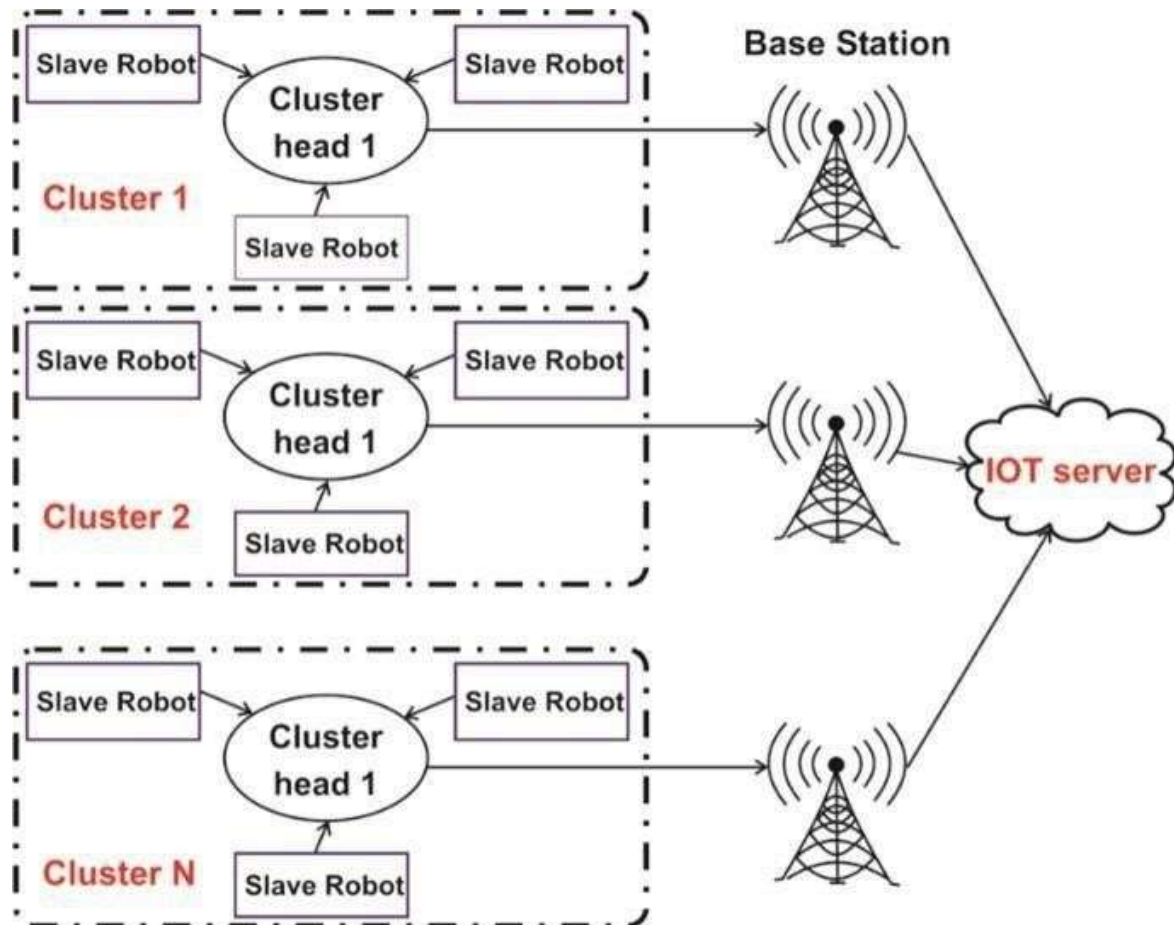 Base Station
Slave Robot
Slave Robot
Cluster
head 1
Cluster 1
Slave Robot
Slave Robot
Slave Robot
Cluster
head 1
Cluster 2
Slave Robot
IOT server
Slave Robot
Slave Robot
Cluster
head 1
Cluster N
Slave Robot